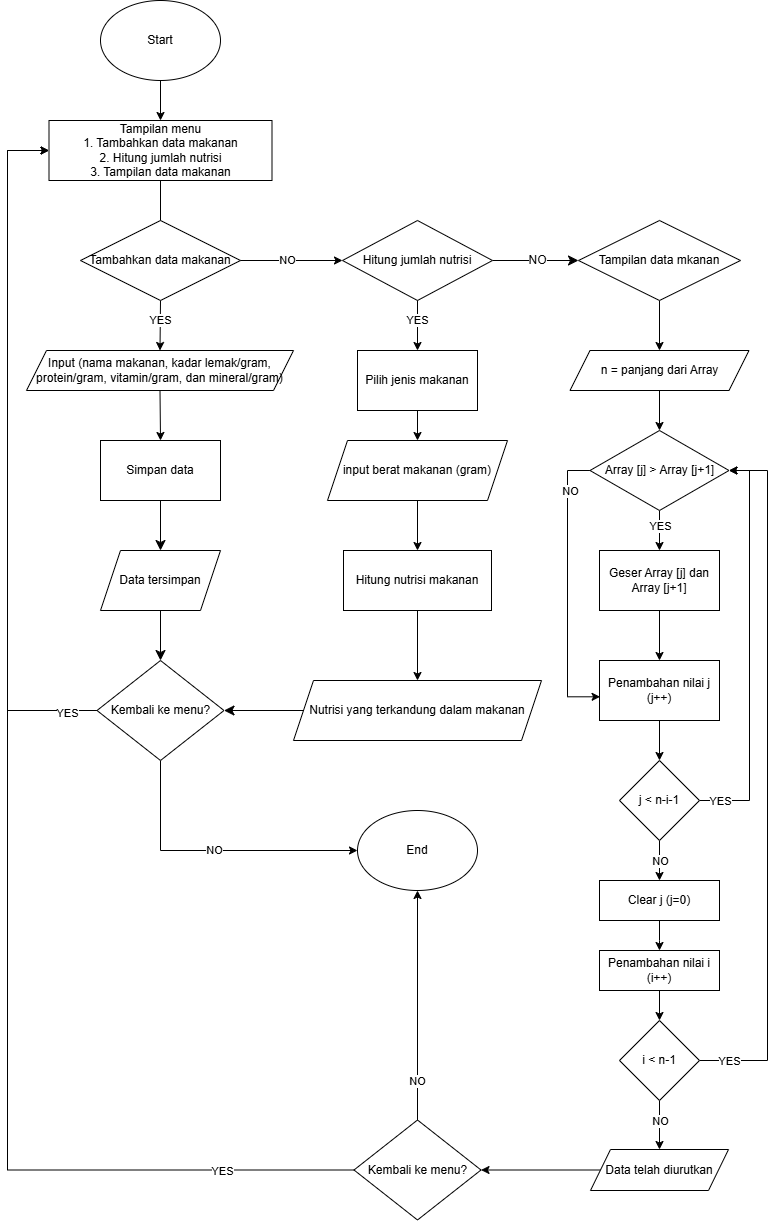 Start
Tampilan menu
1. Tambahkan data makanan
2. Hitung jumlah nutrisi
3. Tampilan data makanan
Tambahkan data makanan
NO
Hitung jumlah nutrisi
NO
Tampilan data mkanan
YES
YES
Input (nama makanan, kadar lemak/gram,
protein/gram, vitamin/gram, dan mineral/gram)
Pilih jenis makanan
n = panjang dari Array
Simpan data
input berat makanan (gram)
Array [j] > Array [j+1]
NO
YES
Data tersimpan
Hitung nutrisi makanan
Geser Array [j] dan
Array [j+1]
Kembali ke menu?
YES
Nutrisi yang terkandung dalam makanan
Penambahan nilai j
(j++)
j < n-i-1
YES
NO
End
NO
Clear j (j=0)
Penambahan nilai i
(i++)
i < n-1
YES
NO
NO
Data telah diurutkan
Kembali ke menu?
YES